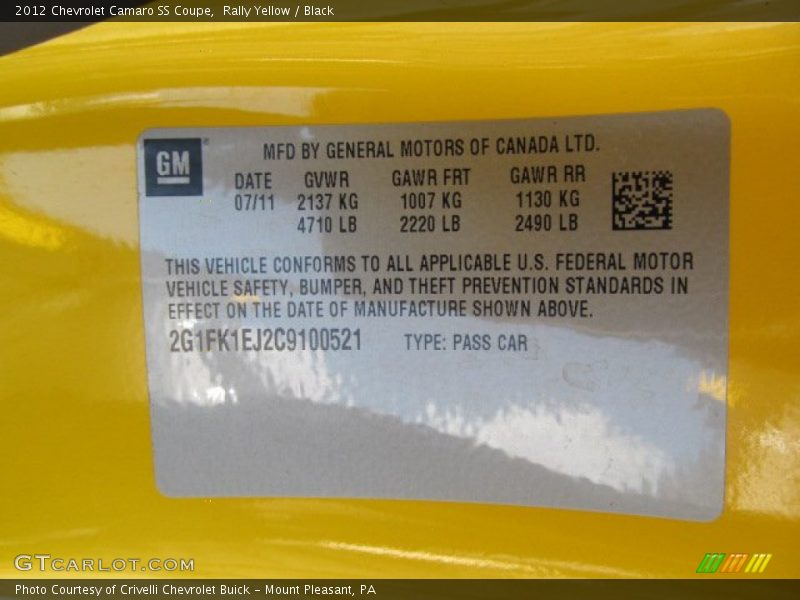 2012 Chevrolet Camaro SS Coupe, Rally Yellow / Black
GM
MFD BY GENERAL MOTORS OF CANADA LTD.
DATE GVWR GAWR FRT GAWR RR
07/11 2137 KG 1007 KG 1130 KG
4710 LB 2220 LB 2490 LB
THIS VEHICLE CONFORMS TO ALL APPLICABLE U.S. FEDERAL MOTOR
VEHICLE SAFETY, BUMPER, AND THEFT PREVENTION STANDARDS IN
EFFECT ON THE DATE OF MANUFACTURE SHOWN ABOVE.
2G1FK1EJ2C9100521 TYPE: PASS CAR
GTCARLOT.COM
Photo Courtesy of Crivelli Chevrolet Buick - Mount Pleasant, PA